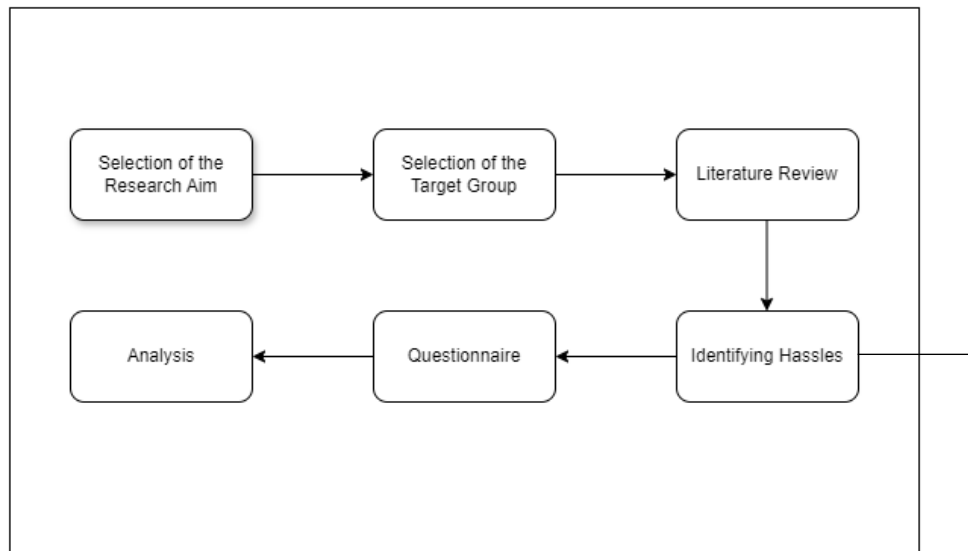 Selection of the
Research Aim
Selection of the
Target Group
Literature Review
Identifying Hassles
Questionnaire
Analysis